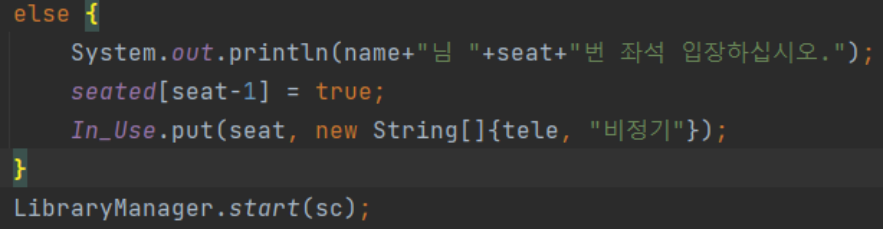 else {
System.out.println(name+"님 "+seat+"번 좌석 입장하십시오.");
seated[seat-1] = true;
In_Use.put(seat, new String[]{tele, "비정기"});
}
LibraryManager.start(sc);